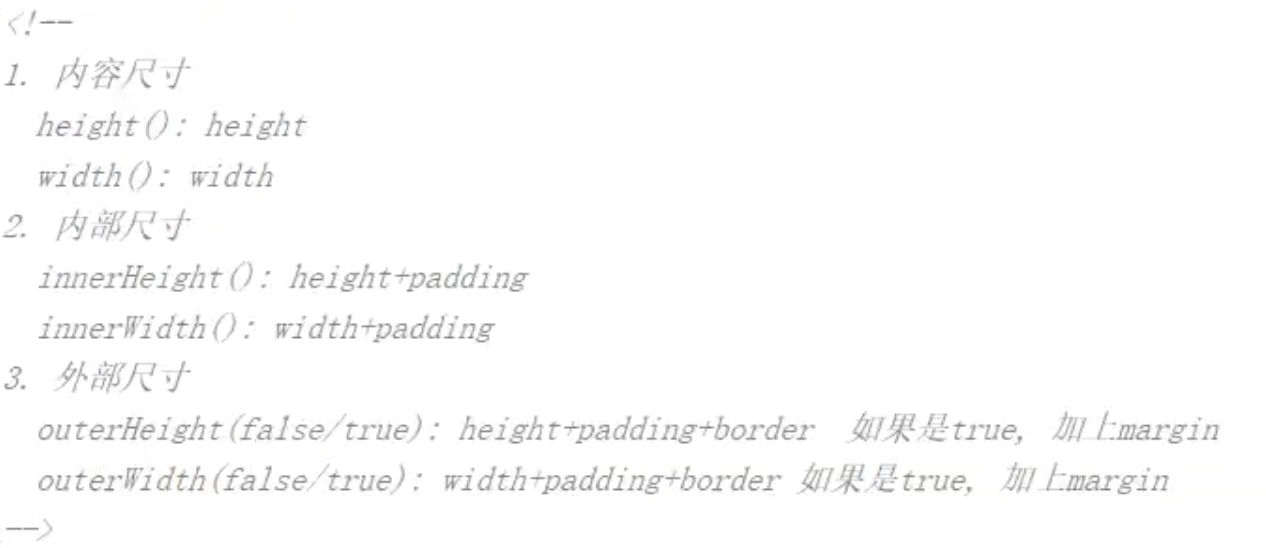 <!--
1. 内容尺寸
height(): height
width(): width
2. 内部尺寸
innerHeight(): height+padding
innerWidth(): width+padding
3. 外部尺寸
outerHeight(false/true): height+padding+border 如果是true, 加上margin
outerWidth(false/true): width+padding+border 如果是true, 加上margin
-->